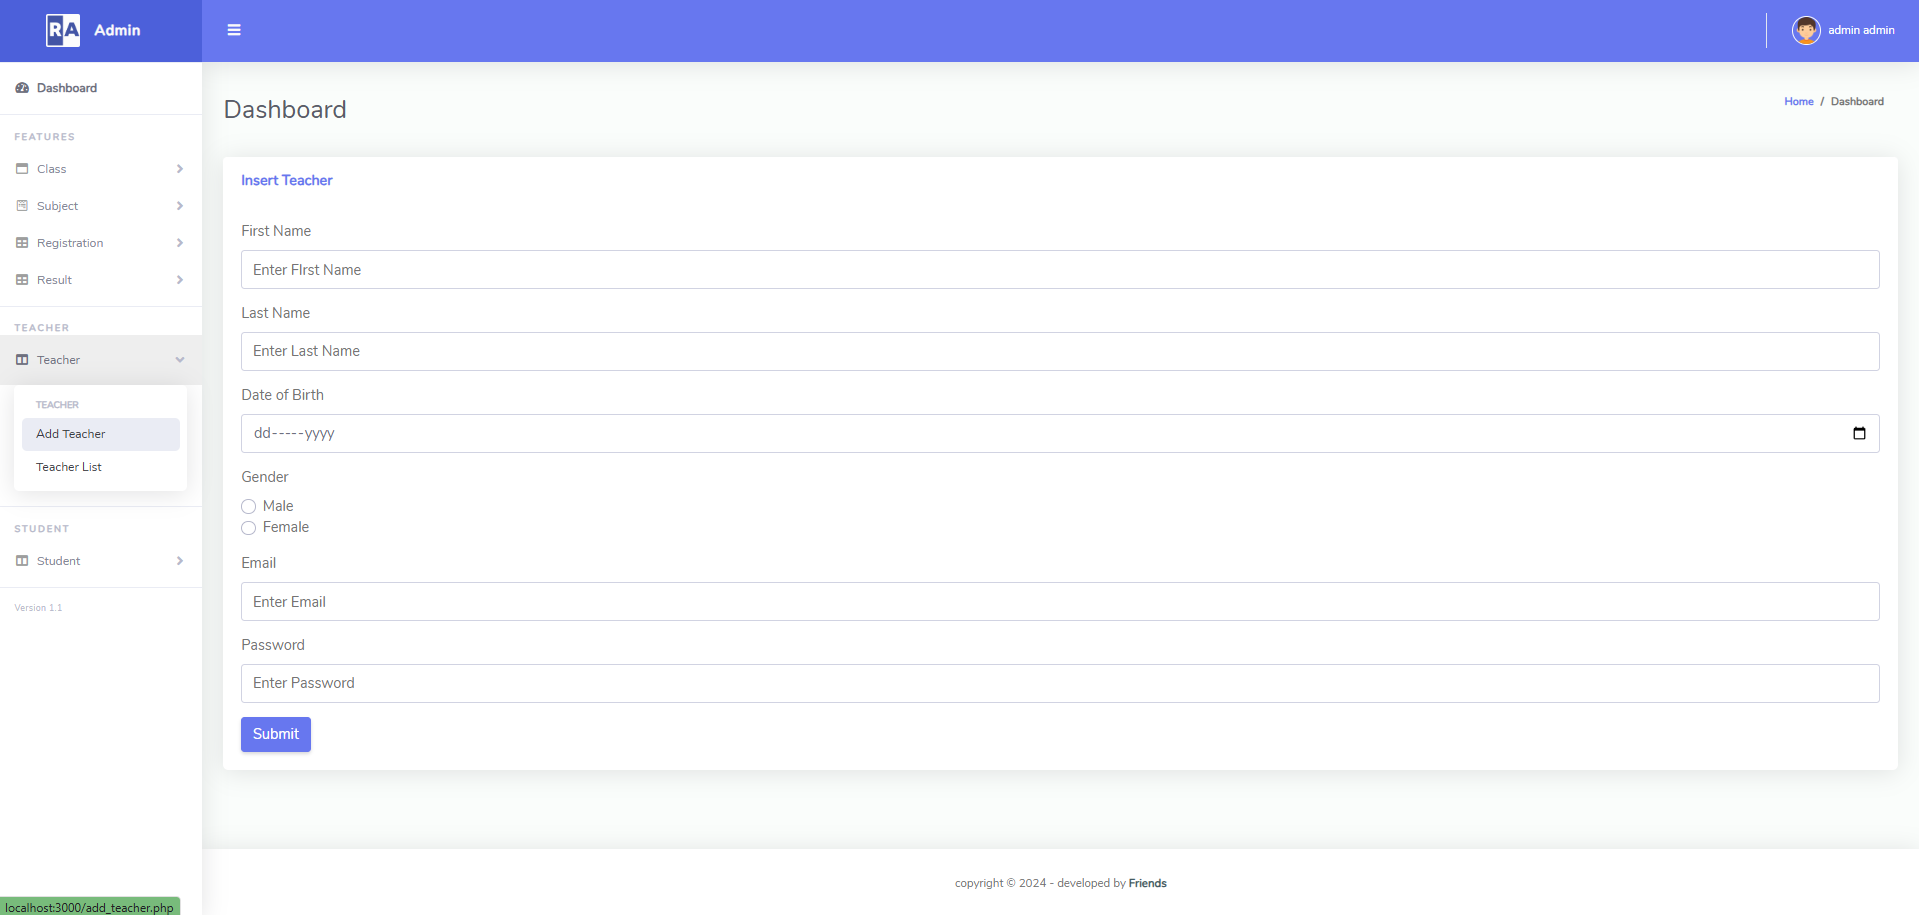 RA Admin
admin admin
Dashboard
FEATURES
Class
Subject
Registration
Result
TEACHER
Teacher
TEACHER
Add Teacher
Teacher List
STUDENT
Student
Version 1.1
Dashboard
Home / Dashboard
Insert Teacher
First Name
Enter FIrst Name
Last Name
Enter Last Name
Date of Birth
dd-----yyyy
Gender
Male
Female
Email
Enter Email
Password
Enter Password
Submit
copyright © 2024 - developed by Friends
localhost:3000/add_teacher.php